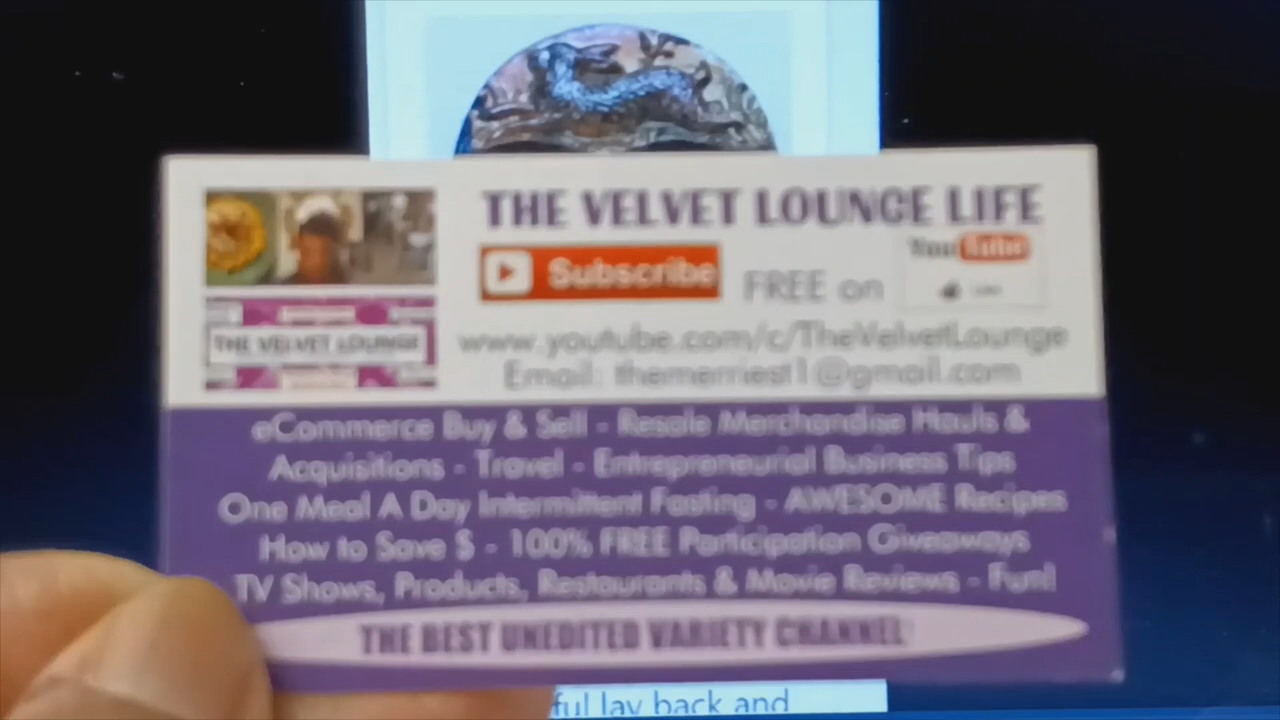 THE VELVET LOUNGE LIFE
Subscribe FREE on YouTube
THE VELVET LOUNGE
www.youtube.com/c/TheVelvetLounge
Email: themerriest1@gmail.com
eCommerce Buy & Sell - Resale Merchandise Hauls &
Acquisitions - Travel - Entrepreneurial Business Tips
One Meal A Day Intermittent Fasting - AWESOME Recipes
How to Save $ - 100% FREE Participation Giveaways
TV Shows, Products, Restaurants & Movie Reviews - Fun!
THE BEST UNEDITED VARIETY CHANNEL
ful lay back and